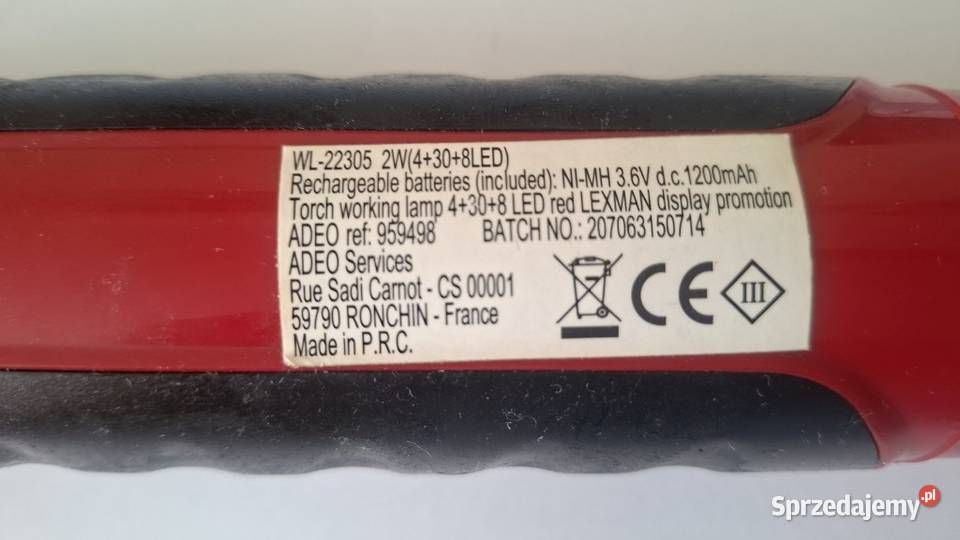 WL-22305 2W(4+30+8LED)
Rechargeable batteries (included): NI-MH 3.6V d.c.1200mAh
Torch working lamp 4+30+8 LED red LEXMAN display promotion
ADEO ref: 959498 BATCH NO.: 207063150714
ADEO Services
Rue Sadi Carnot - CS 00001
59790 RONCHIN - France
Made in P.R.C.
CE III
Sprzedajemy.pl